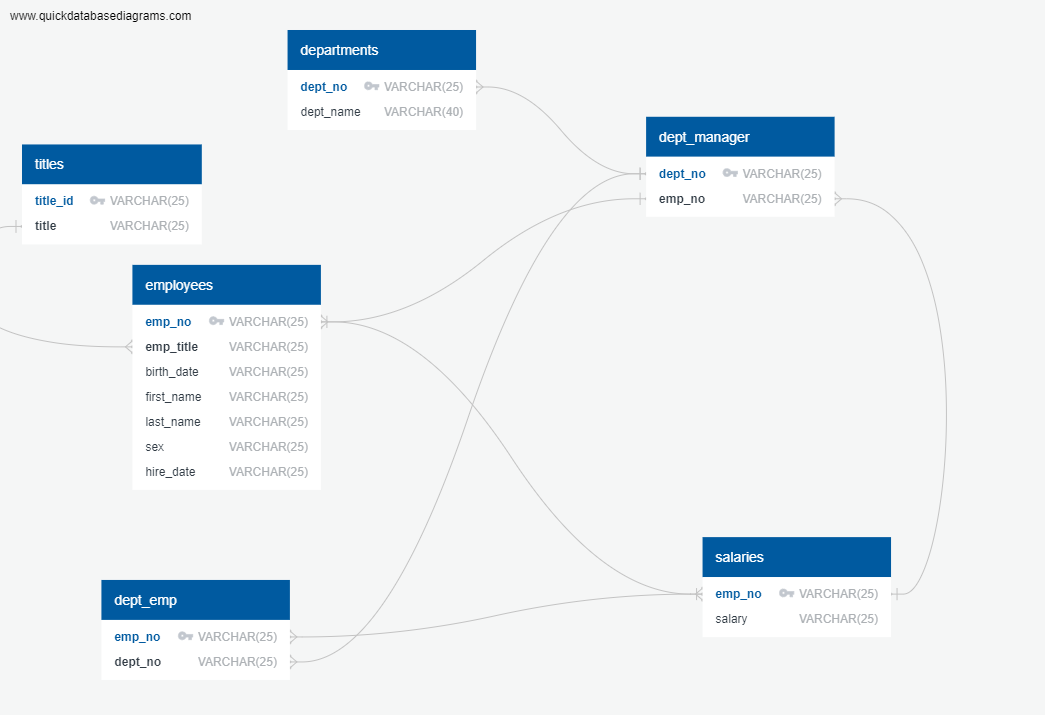 www.quickdatabasediagrams.com
departments
dept_no VARCHAR(25)
dept_name VARCHAR(40)
dept_manager
dept_no VARCHAR(25)
emp_no VARCHAR(25)
titles
title_id VARCHAR(25)
title VARCHAR(25)
employees
emp_no VARCHAR(25)
emp_title VARCHAR(25)
birth_date VARCHAR(25)
first_name VARCHAR(25)
last_name VARCHAR(25)
sex VARCHAR(25)
hire_date VARCHAR(25)
salaries
emp_no VARCHAR(25)
salary VARCHAR(25)
dept_emp
emp_no VARCHAR(25)
dept_no VARCHAR(25)